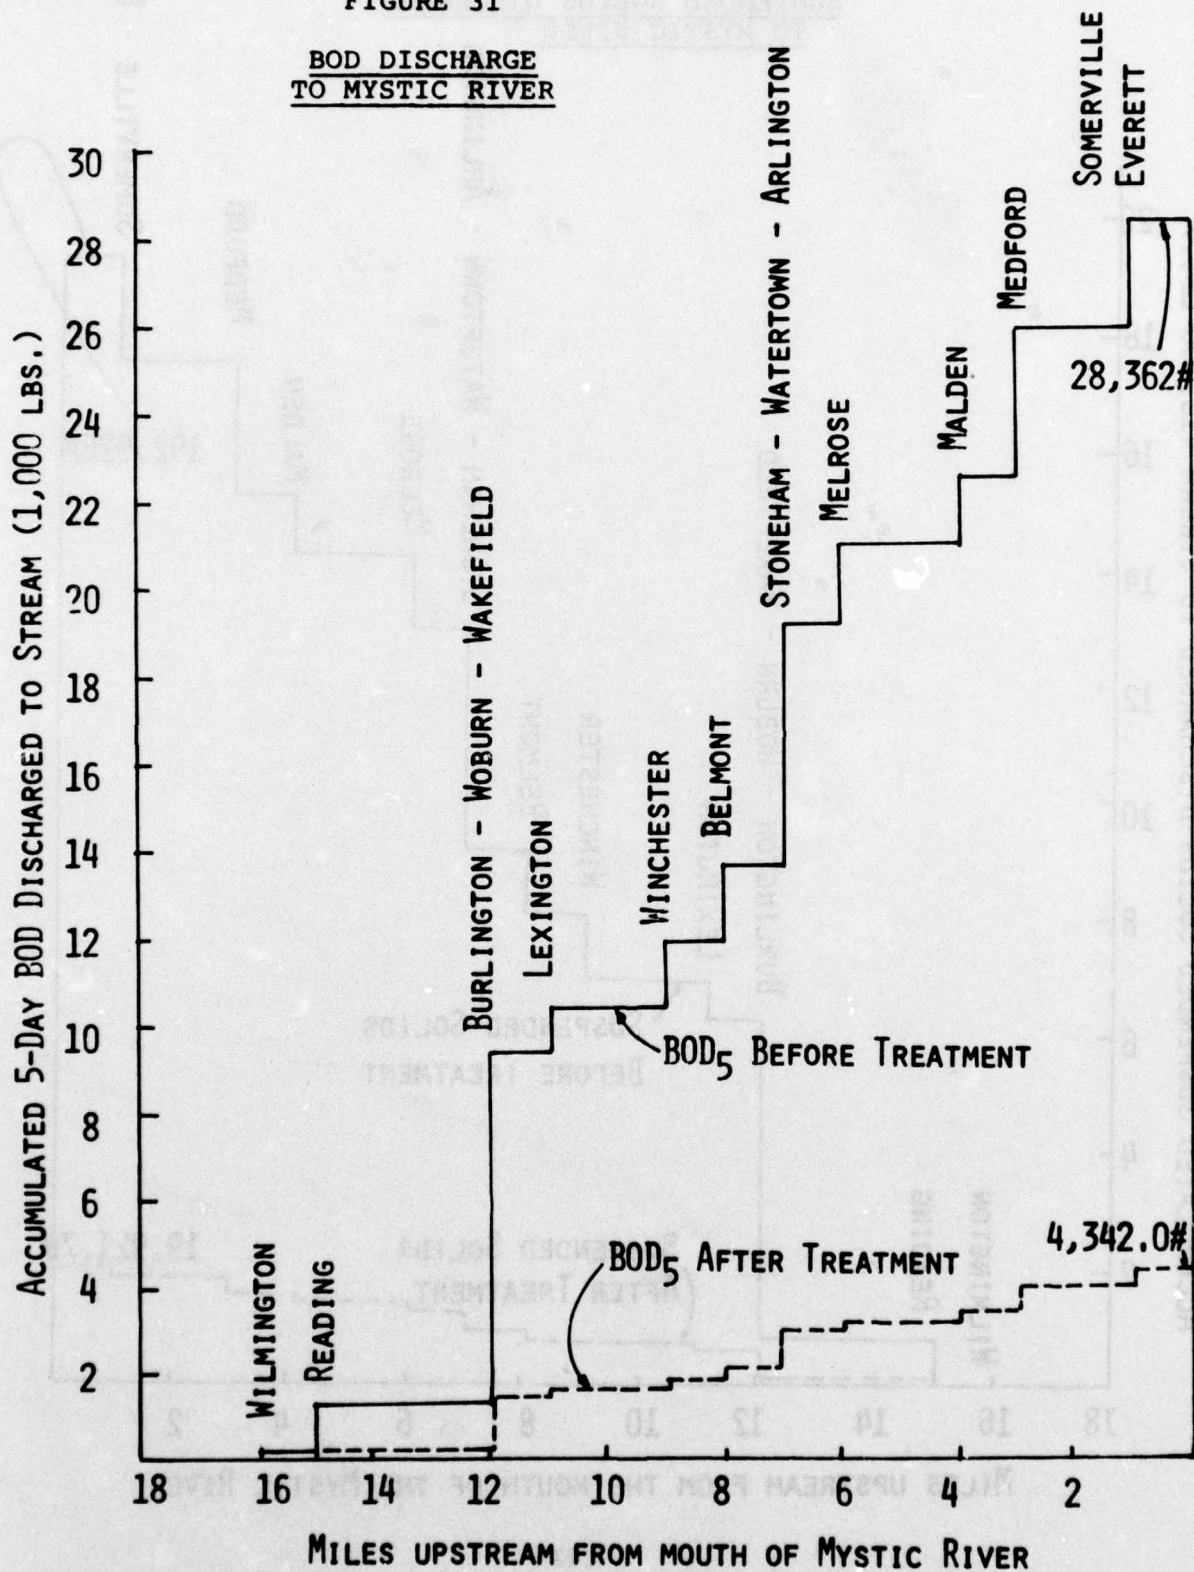 FIGURE 31
BOD DISCHARGE
TO MYSTIC RIVER
ACCUMULATED 5-DAY BOD DISCHARGED TO STREAM (1,000 LBS.)
30
28
26
24
22
20
18
16
14
12
10
8
6
4
2
WILMINGTON
READING
BURLINGTON - WOBURN - WAKEFIELD
LEXINGTON
WINCHESTER
BELMONT
STONEHAM - WATERTOWN - ARLINGTON
MELROSE
MALDEN
MEDFORD
SOMERVILLE
EVERETT
28,362#
BOD5 BEFORE TREATMENT
4,342.0#
BOD5 AFTER TREATMENT
18 16 14 12 10 8 6 4 2
MILES UPSTREAM FROM MOUTH OF MYSTIC RIVER